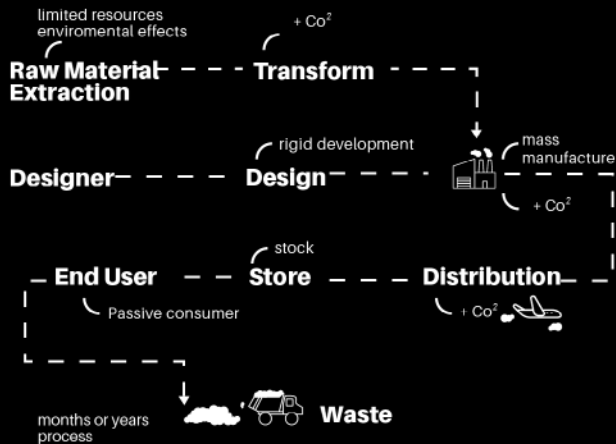 limited resources
enviromental effects
+ Co²
Raw Material
Extraction
Transform
rigid development
mass
manufacture
Designer
Design
+ Co²
stock
End User
Store
Distribution
Passive consumer
+ Co²
Waste
months or years
process